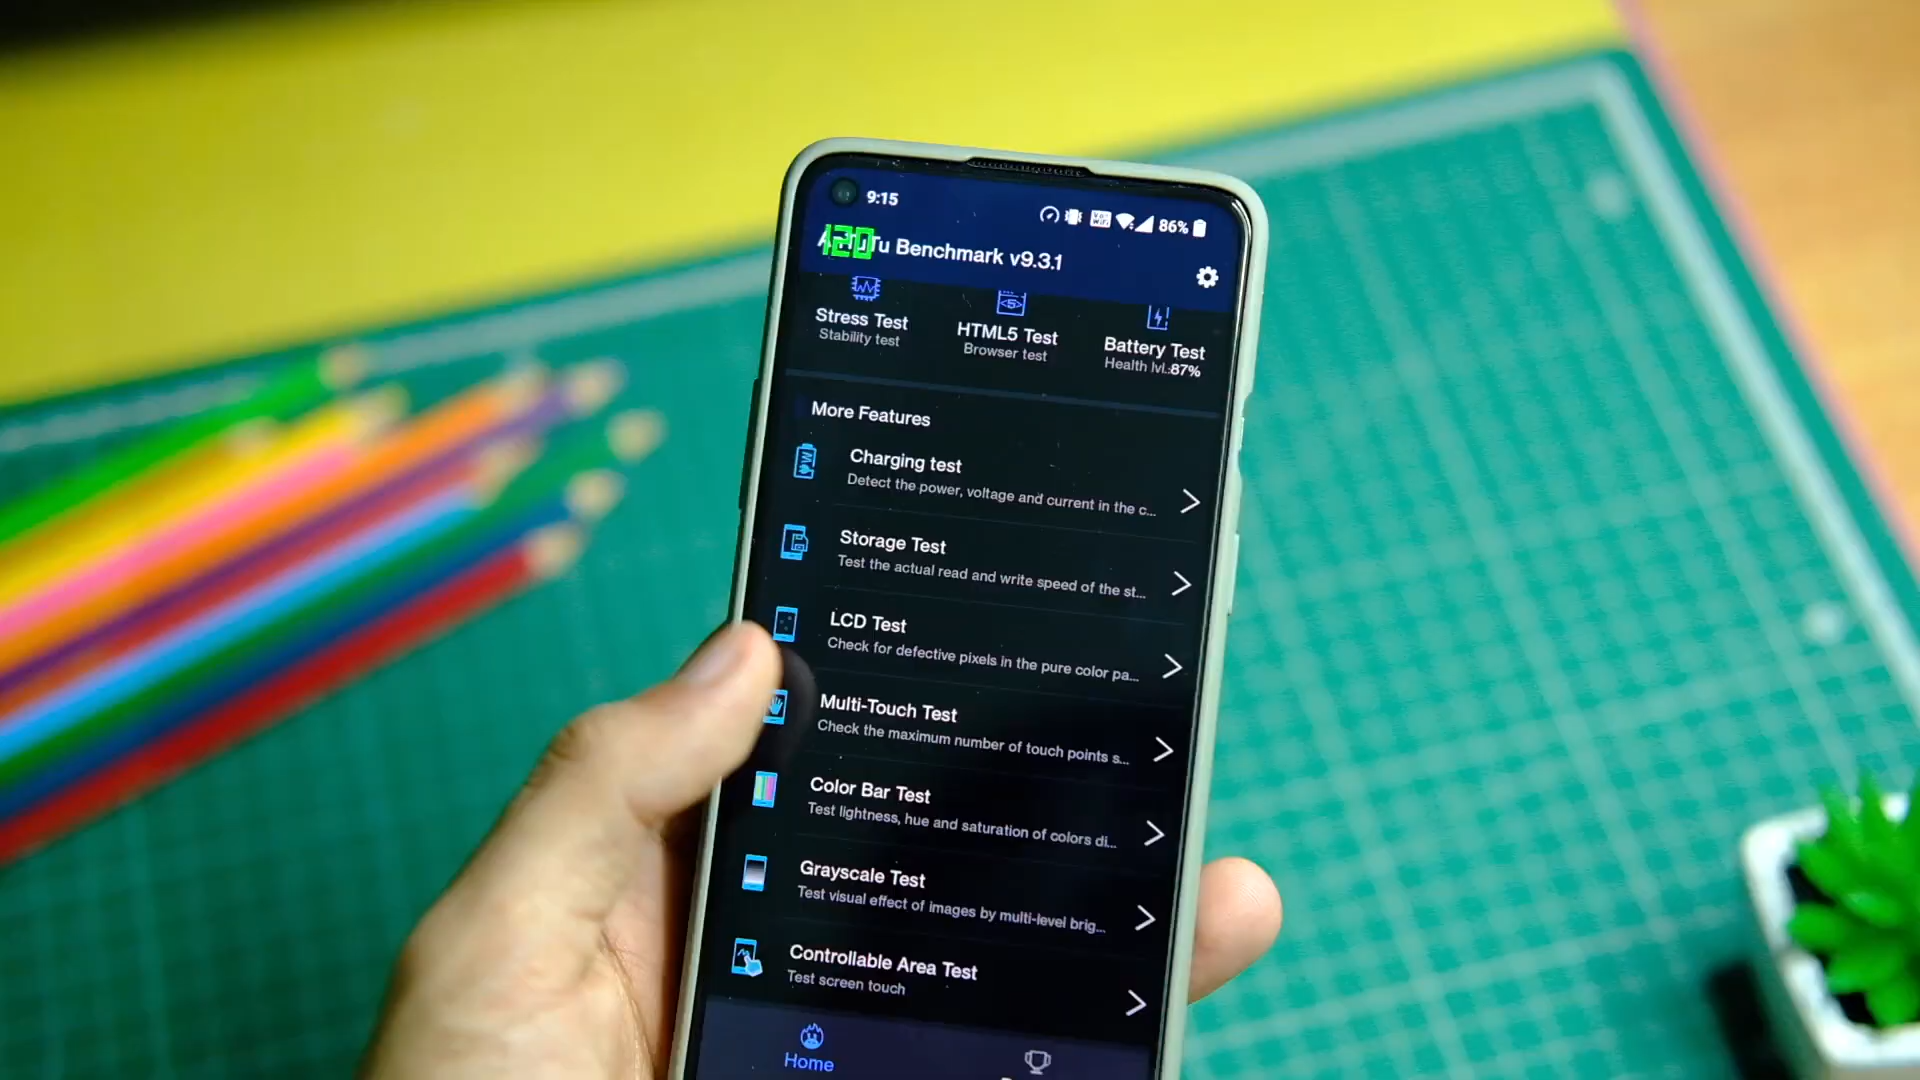 9:15
86%
120
AnTuTu Benchmark v9.3.1
Stress Test
Stability test
HTML5 Test
Browser test
Battery Test
Health lvl.:87%
More Features
Charging test
Detect the power, voltage and current in the c...
Storage Test
Test the actual read and write speed of the st...
LCD Test
Check for defective pixels in the pure color pa...
Multi-Touch Test
Check the maximum number of touch points s...
Color Bar Test
Test lightness, hue and saturation of colors di...
Grayscale Test
Test visual effect of images by multi-level brig...
Controllable Area Test
Test screen touch
Home